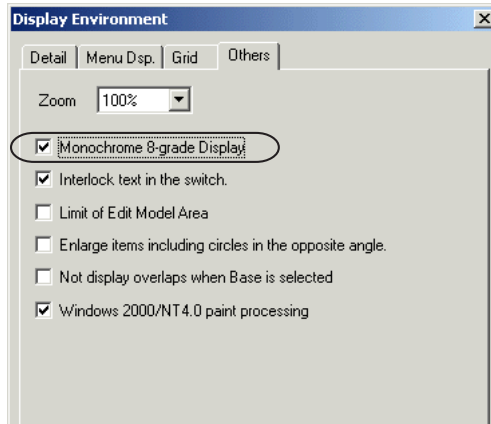 Display Environment
Detail Menu Dsp. Grid Others
Zoom 100%
Monochrome 8-grade Display
Interlock text in the switch.
Limit of Edit Model Area
Enlarge items including circles in the opposite angle.
Not display overlaps when Base is selected
Windows 2000/NT4.0 paint processing